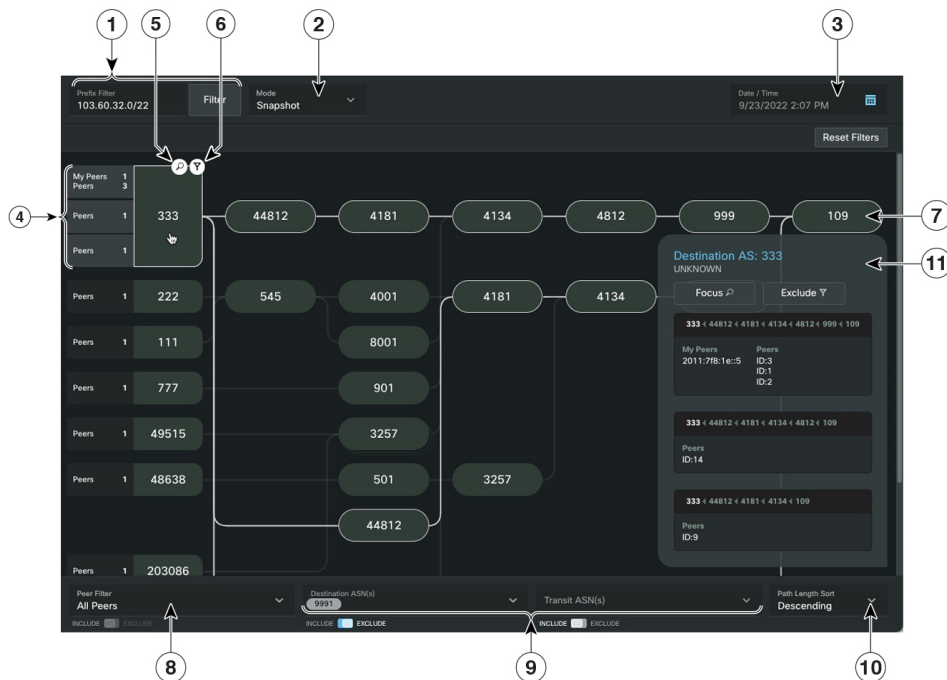 1
5
6
2
3
Prefix Filter
103.60.32.0/22
Filter
Mode
Snapshot
Date / Time
9/23/2022 2:07 PM
Reset Filters
4
My Peers 1
Peers 3
Peers 1
Peers 1
333
44812
4181
4134
4812
999
109
7
Destination AS: 333
UNKNOWN
11
Focus
Exclude
333 44812 4181 4134 4812 999 109
My Peers
2011:7f8:1e::5
Peers
ID:3
ID:1
ID:2
333 44812 4181 4134 4812 109
Peers
ID:14
333 44812 4181 4134 109
Peers
ID:9
Peers 1 222
545
4001
4181
4134
Peers 1 111
8001
Peers 1 777
901
Peers 1 49515
3257
Peers 1 48638
501
3257
44812
Peers 1 203086
Peer Filter
All Peers
INCLUDE EXCLUDE
Destination ASN(s)
9991
INCLUDE EXCLUDE
Transit ASN(s)
INCLUDE EXCLUDE
Path Length Sort
Descending
8
9
10